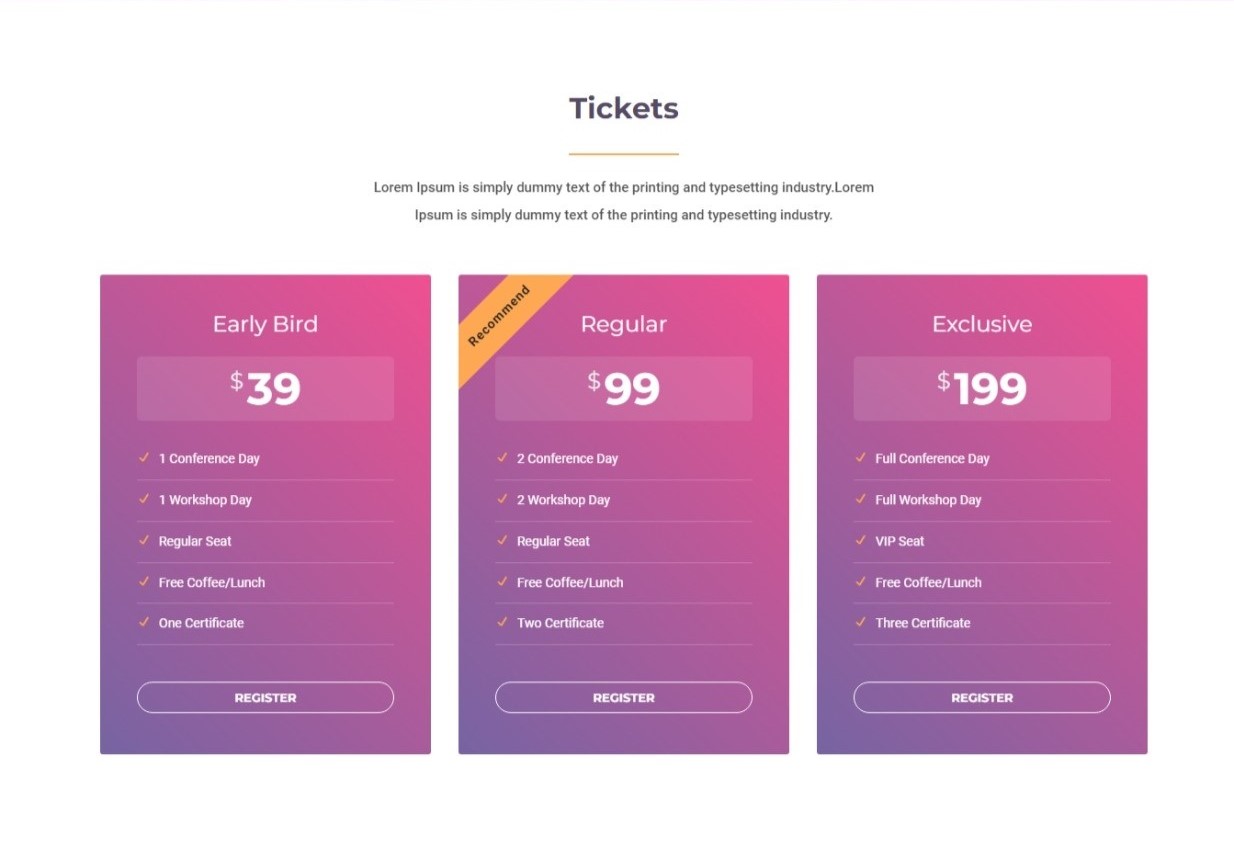 Tickets
Lorem Ipsum is simply dummy text of the printing and typesetting industry.Lorem
Ipsum is simply dummy text of the printing and typesetting industry.
Early Bird
$39
1 Conference Day
1 Workshop Day
Regular Seat
Free Coffee/Lunch
One Certificate
REGISTER
Recommend
Regular
$99
2 Conference Day
2 Workshop Day
Regular Seat
Free Coffee/Lunch
Two Certificate
REGISTER
Exclusive
$199
Full Conference Day
Full Workshop Day
VIP Seat
Free Coffee/Lunch
Three Certificate
REGISTER